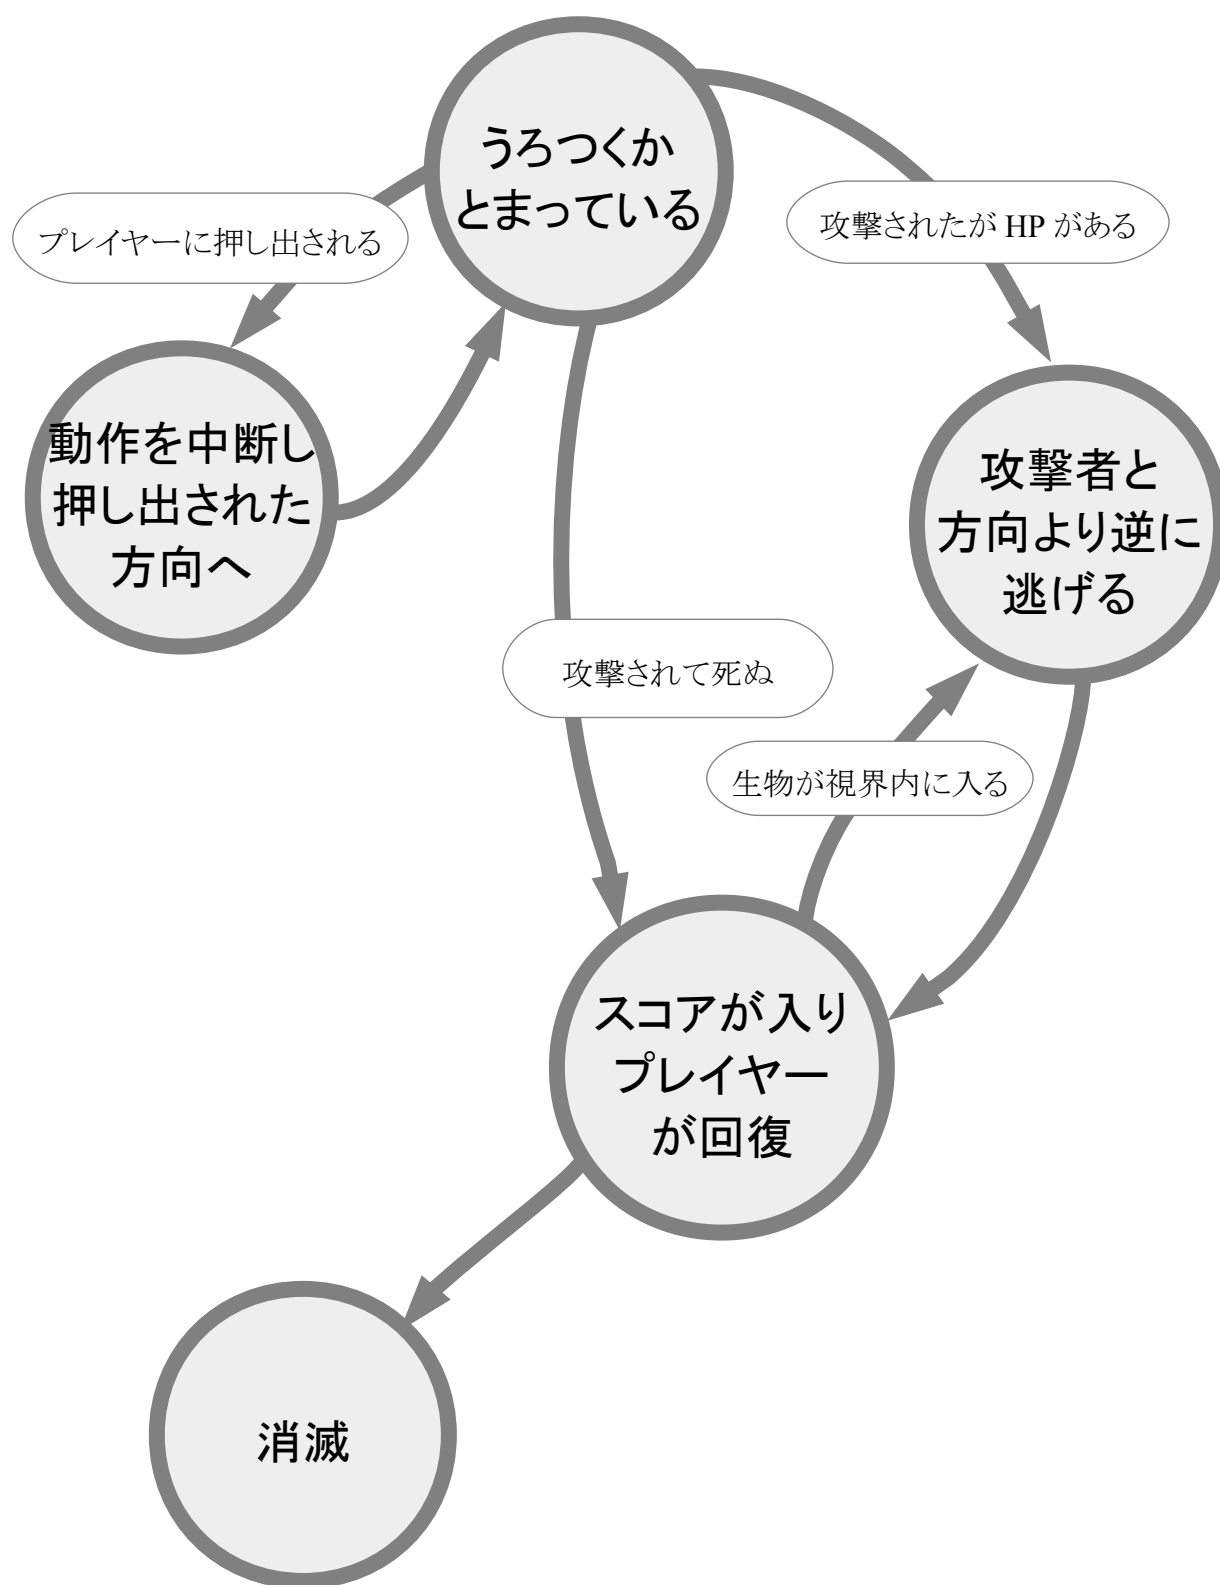 うろつくか
とまっている
プレイヤーに押し出される
攻撃されたが HP がある
動作を中断し
押し出された
方向へ
攻撃者と
方向より逆に
逃げる
攻撃されて死ぬ
生物が視界内に入る
スコアが入り
プレイヤー
が回復
消滅